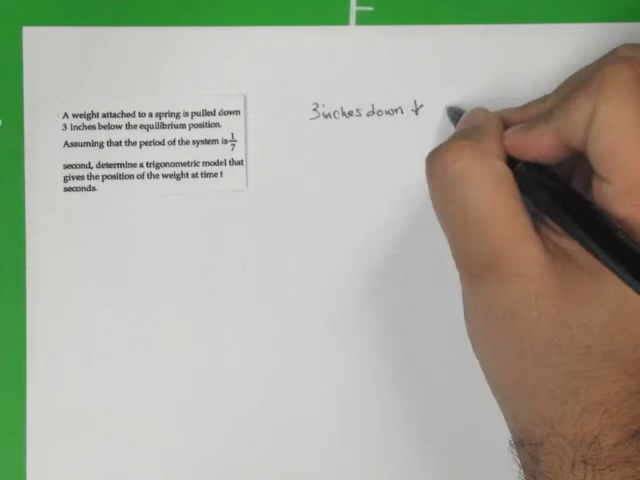 A weight attached to a spring is pulled down
3 inches below the equilibrium position.
Assuming that the period of the system is 1/7
second, determine a trigonometric model that
gives the position of the weight at time t
seconds.
3 inches down